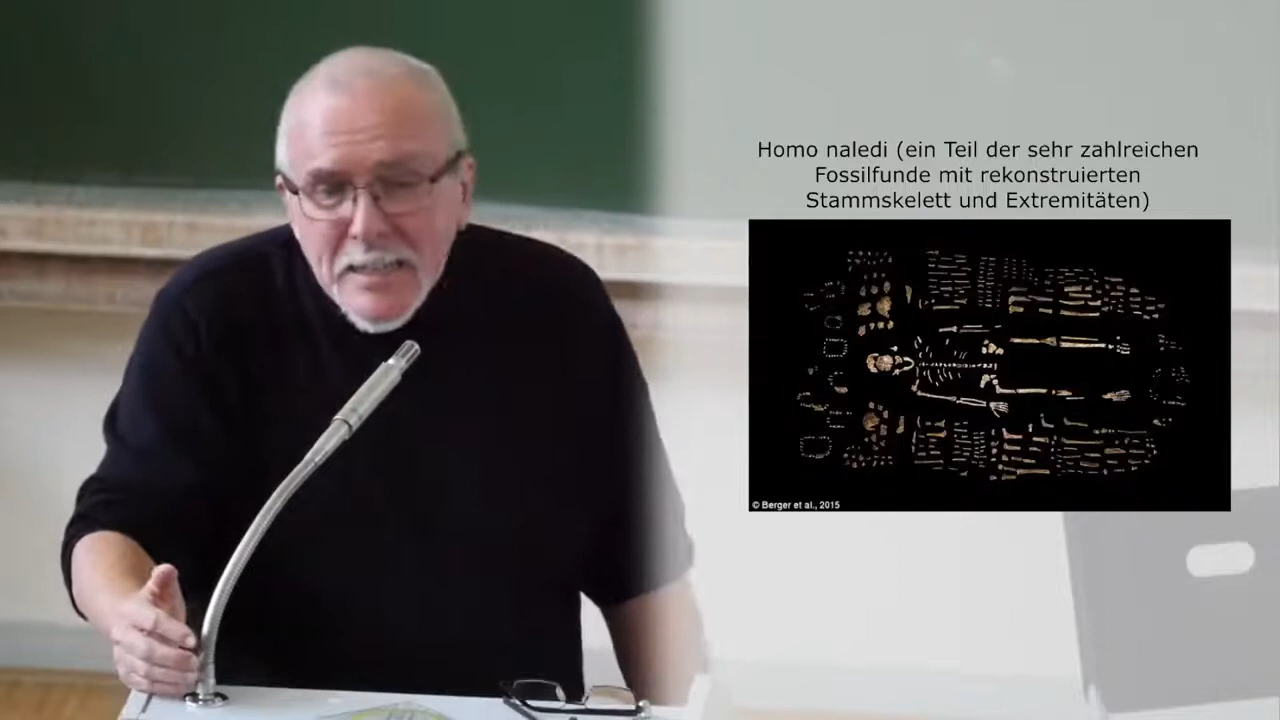 Homo naledi (ein Teil der sehr zahlreichen
Fossilfunde mit rekonstruierten
Stammskelett und Extremitäten)
© Berger et al., 2015